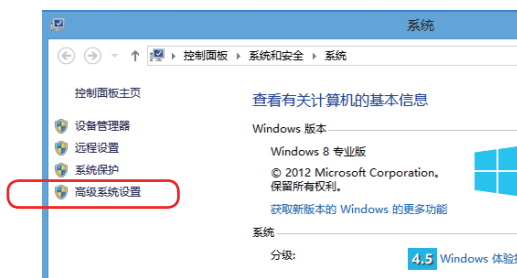 系统
控制面板 系统和安全 系统
控制面板主页
设备管理器
远程设置
系统保护
高级系统设置
查看有关计算机的基本信息
Windows 版本
Windows 8 专业版
© 2012 Microsoft Corporation。
保留所有权利。
获取新版本的 Windows 的更多功能
系统
分级:
4.5 Windows 体验